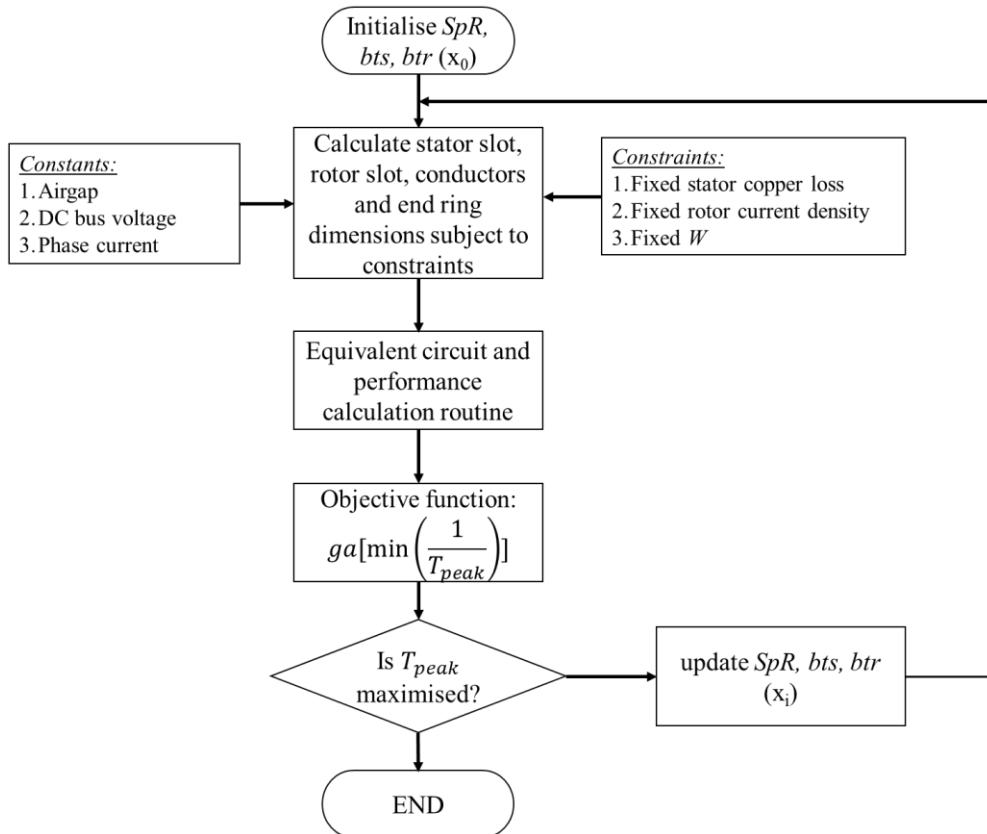 Initialise SpR,
bts, btr (x₀)
Calculate stator slot,
rotor slot, conductors
and end ring
dimensions subject to
constraints
Constants:
1. Airgap
2. DC bus voltage
3. Phase current
Constraints:
1. Fixed stator copper loss
2. Fixed rotor current density
3. Fixed W
Equivalent circuit and
performance
calculation routine
Objective function:
ga[min(1/T_peak)]
Is T_peak
maximised?
update SpR, bts, btr
(xᵢ)
END